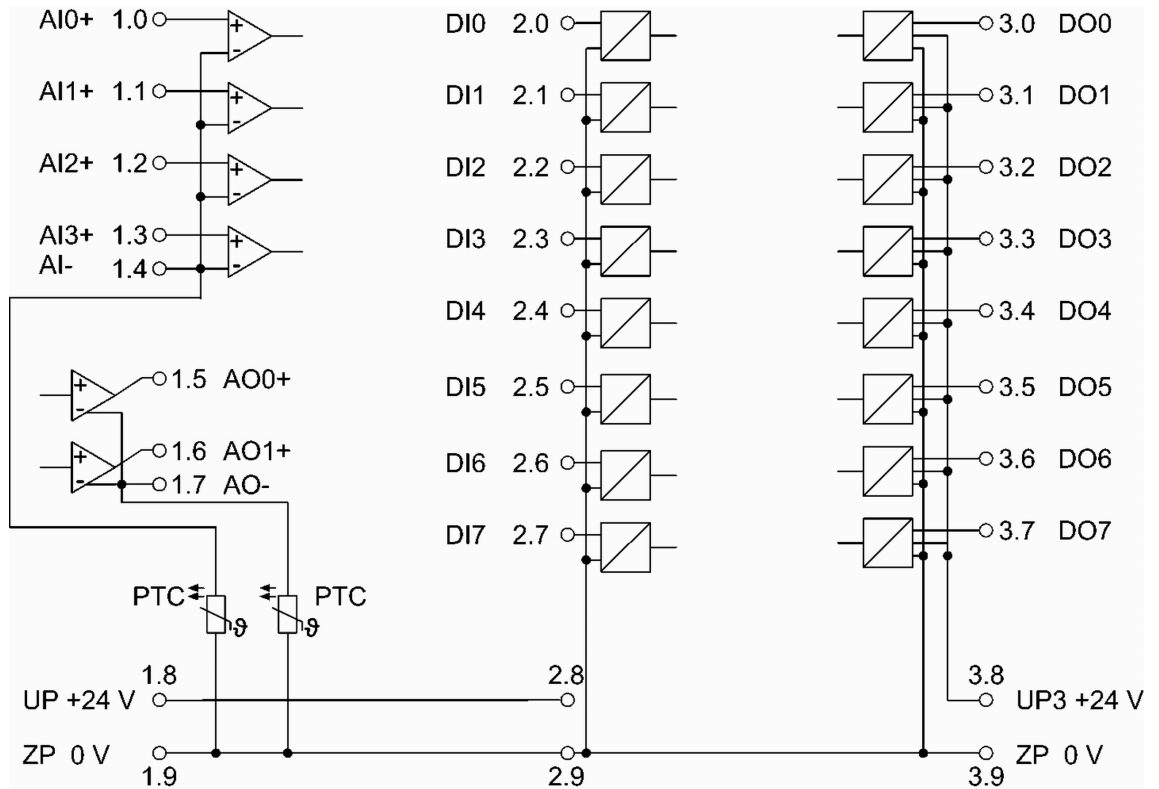 AI0+ 1.0 + -
AI1+ 1.1 + -
AI2+ 1.2 + -
AI3+ 1.3 + -
AI- 1.4
+ - 1.5 AO0+
+ - 1.6 AO1+
1.7 AO-
PTC ϑ ϑ PTC
DI0 2.0
DI1 2.1
DI2 2.2
DI3 2.3
DI4 2.4
DI5 2.5
DI6 2.6
DI7 2.7
3.0 DO0
3.1 DO1
3.2 DO2
3.3 DO3
3.4 DO4
3.5 DO5
3.6 DO6
3.7 DO7
1.8 2.8 3.8
UP +24 V UP3 +24 V
ZP 0 V ZP 0 V
1.9 2.9 3.9